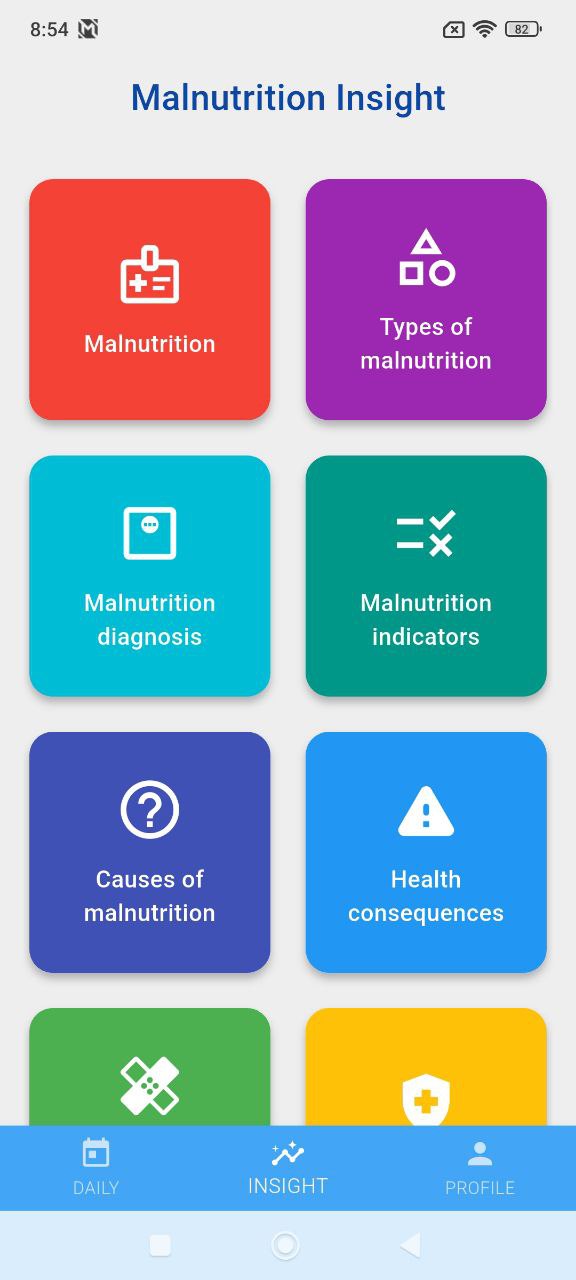 8:54
82
Malnutrition Insight
Malnutrition
Types of
malnutrition
Malnutrition
diagnosis
Malnutrition
indicators
Causes of
malnutrition
Health
consequences
DAILY
INSIGHT
PROFILE